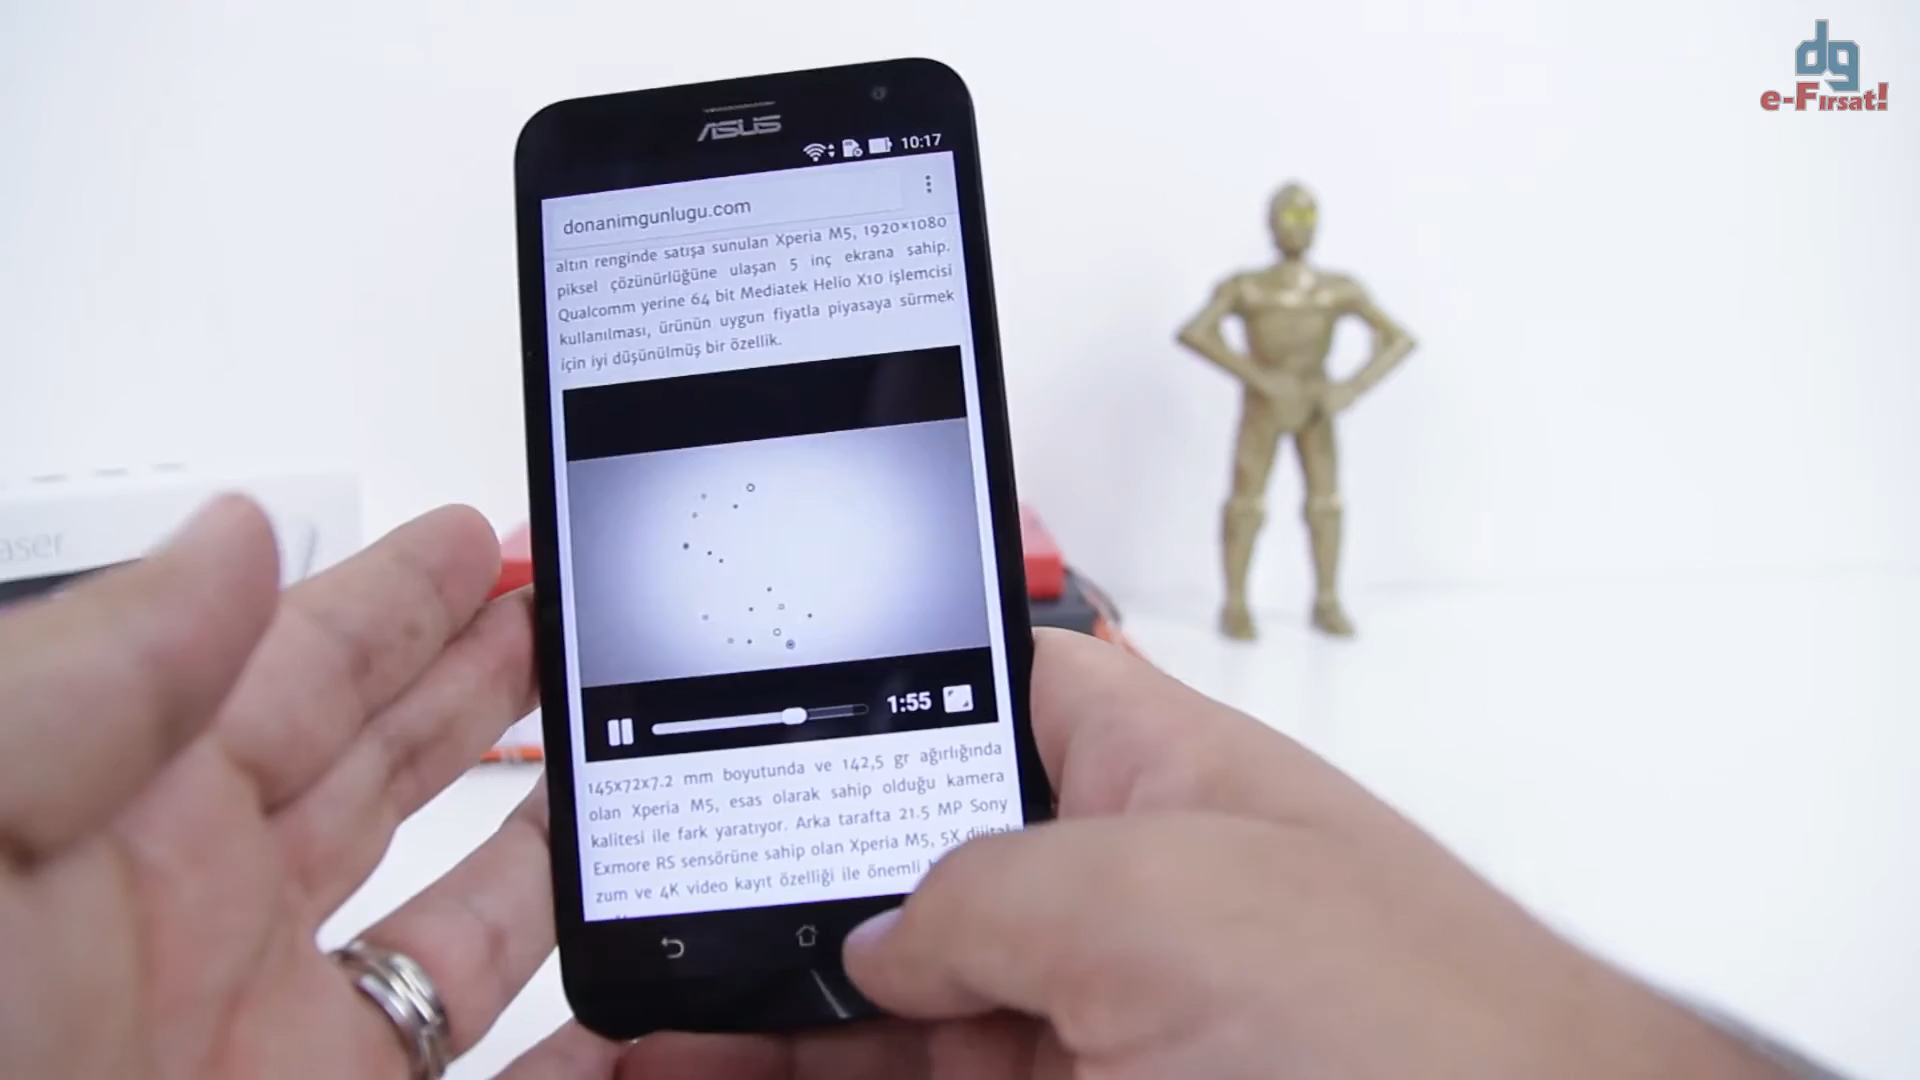 dg
e-Fırsat!
ASUS
10:17
donanimgunlugu.com
altın renginde satışa sunulan Xperia M5, 1920×1080
piksel çözünürlüğüne ulaşan 5 inç ekrana sahip.
Qualcomm yerine 64 bit Mediatek Helio X10 işlemcisi
kullanılması, ürünün uygun fiyatla piyasaya sürmek
için iyi düşünülmüş bir özellik.
1:55
145x72x7.2 mm boyutunda ve 142,5 gr ağırlığında
olan Xperia M5, esas olarak sahip olduğu kamera
kalitesi ile fark yaratıyor. Arka tarafta 21.5 MP Sony
Exmore RS sensörüne sahip olan Xperia M5, 5X dijital
zum ve 4K video kayıt özelliği ile önemli
aser